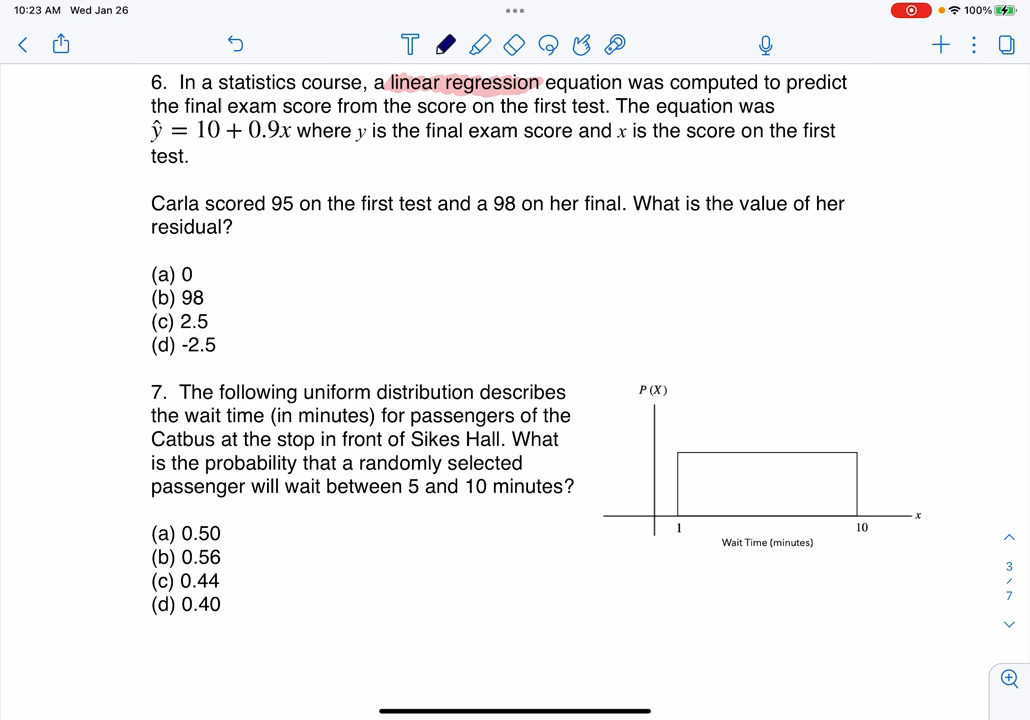 10:23 AM Wed Jan 26
100%
6. In a statistics course, a linear regression equation was computed to predict
the final exam score from the score on the first test. The equation was
ŷ = 10 + 0.9x where y is the final exam score and x is the score on the first
test.
Carla scored 95 on the first test and a 98 on her final. What is the value of her
residual?
(a) 0
(b) 98
(c) 2.5
(d) -2.5
7. The following uniform distribution describes
the wait time (in minutes) for passengers of the
Catbus at the stop in front of Sikes Hall. What
is the probability that a randomly selected
passenger will wait between 5 and 10 minutes?
(a) 0.50
(b) 0.56
(c) 0.44
(d) 0.40
P (X)
x
1
10
Wait Time (minutes)
3
/
7